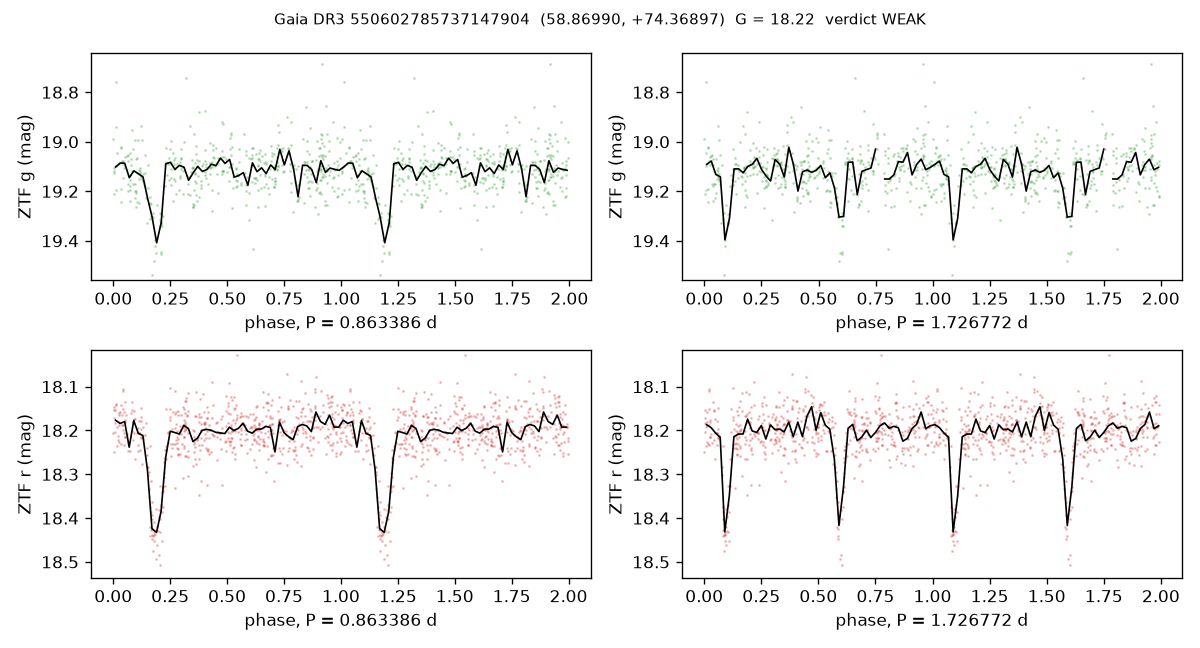 Gaia DR3 550602785737147904 (58.86990, +74.36897) G = 18.22 verdict WEAK
ZTF g (mag)
18.8
19.0
19.2
19.4
0.00 0.25 0.50 0.75 1.00 1.25 1.50 1.75 2.00
phase, P = 0.863386 d
ZTF g (mag)
18.8
19.0
19.2
19.4
0.00 0.25 0.50 0.75 1.00 1.25 1.50 1.75 2.00
phase, P = 1.726772 d
ZTF r (mag)
18.1
18.2
18.3
18.4
18.5
0.00 0.25 0.50 0.75 1.00 1.25 1.50 1.75 2.00
phase, P = 0.863386 d
ZTF r (mag)
18.1
18.2
18.3
18.4
18.5
0.00 0.25 0.50 0.75 1.00 1.25 1.50 1.75 2.00
phase, P = 1.726772 d